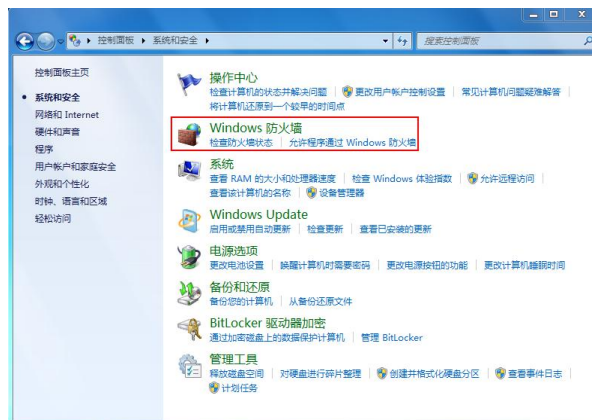 控制面板 ▸ 系统和安全 ▸
搜索控制面板
控制面板主页
系统和安全
网络和 Internet
硬件和声音
程序
用户帐户和家庭安全
外观和个性化
时钟、语言和区域
轻松访问
操作中心
检查计算机的状态并解决问题 更改用户帐户控制设置 常见计算机问题疑难解答
将计算机还原到一个较早的时间点
Windows 防火墙
检查防火墙状态 允许程序通过 Windows 防火墙
系统
查看 RAM 的大小和处理器速度 检查 Windows 体验指数 允许远程访问
查看该计算机的名称 设备管理器
Windows Update
启用或禁用自动更新 检查更新 查看已安装的更新
电源选项
更改电池设置 唤醒计算机时需要密码 更改电源按钮的功能 更改计算机睡眠时间
备份和还原
备份您的计算机 从备份还原文件
BitLocker 驱动器加密
通过加密磁盘上的数据保护计算机 管理 BitLocker
管理工具
释放磁盘空间 对硬盘进行碎片整理 创建并格式化硬盘分区 查看事件日志
计划任务